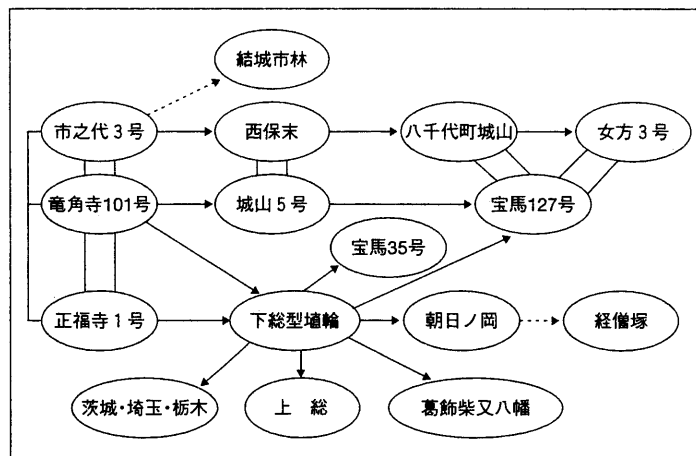 結城市林
市之代３号
西保末
八千代町城山
女方３号
竜角寺101号
城山５号
宝馬127号
宝馬35号
正福寺１号
下総型埴輪
朝日ノ岡
経僧塚
茨城・埼玉・栃木
上　総
葛飾柴又八幡